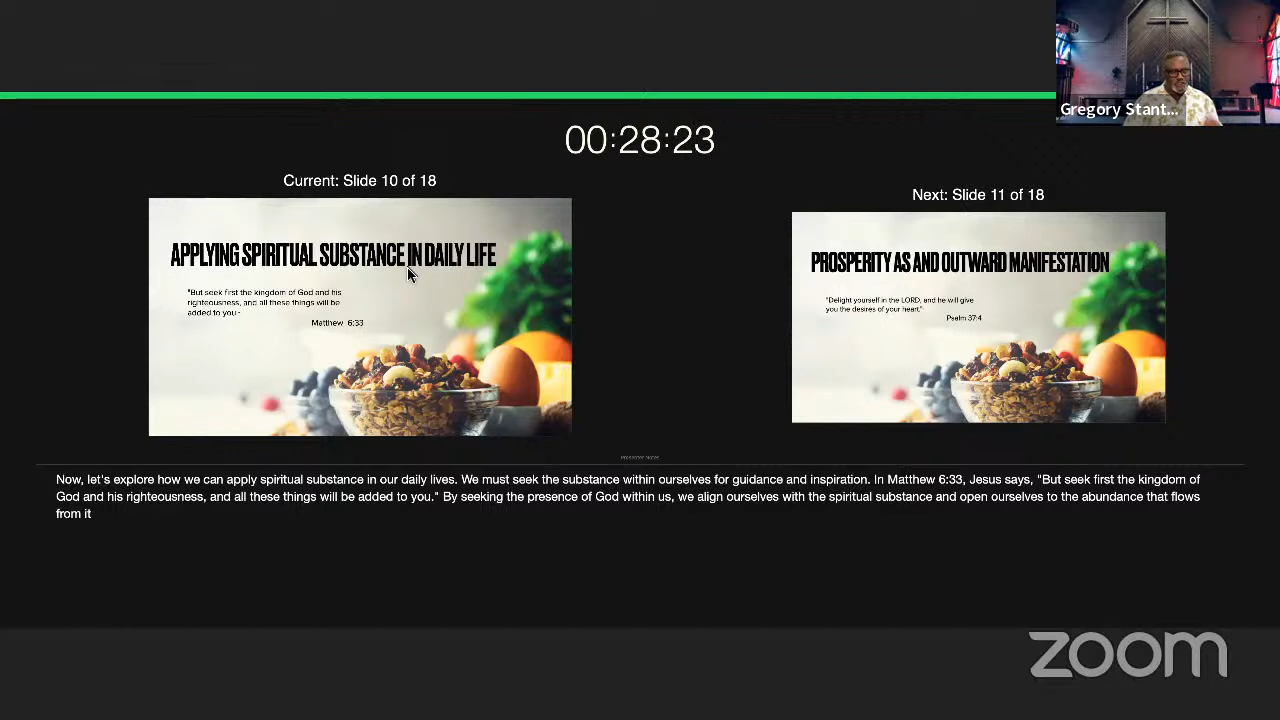 Gregory Stant...
00:28:23
Current: Slide 10 of 18
APPLYING SPIRITUAL SUBSTANCE IN DAILY LIFE
"But seek first the kingdom of God and his
righteousness, and all these things will be
added to you."
Matthew 6:33
Next: Slide 11 of 18
PROSPERITY AS AND OUTWARD MANIFESTATION
"Delight yourself in the LORD, and he will give
you the desires of your heart."
Psalm 37:4
Presenter Notes
Now, let's explore how we can apply spiritual substance in our daily lives. We must seek the substance within ourselves for guidance and inspiration. In Matthew 6:33, Jesus says, "But seek first the kingdom of
God and his righteousness, and all these things will be added to you." By seeking the presence of God within us, we align ourselves with the spiritual substance and open ourselves to the abundance that flows
from it
zoom